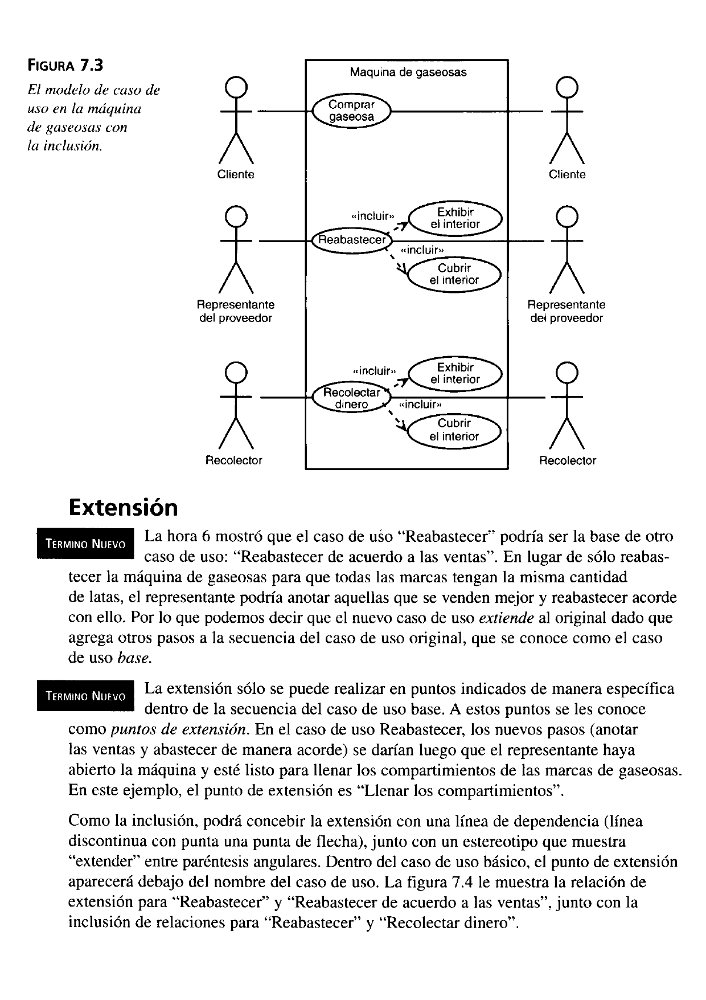 FIGURA 7.3
El modelo de caso de
uso en la máquina
de gaseosas con
la inclusión.
Maquina de gaseosas
Comprar
gaseosa
Cliente
Cliente
«incluir»
Exhibir
el interior
Reabastecer
«incluir»
Cubrir
el interior
Representante
del proveedor
Representante
del proveedor
«incluir»
Exhibir
el interior
Recolectar
dinero
«incluir»
Cubrir
el interior
Recolector
Recolector
Extensión
TÉRMINO NUEVO
La hora 6 mostró que el caso de uso “Reabastecer” podría ser la base de otro
caso de uso: “Reabastecer de acuerdo a las ventas”. En lugar de sólo reabas-
tecer la máquina de gaseosas para que todas las marcas tengan la misma cantidad
de latas, el representante podría anotar aquellas que se venden mejor y reabastecer acorde
con ello. Por lo que podemos decir que el nuevo caso de uso extiende al original dado que
agrega otros pasos a la secuencia del caso de uso original, que se conoce como el caso
de uso base.
TERMINO NUEVO
La extensión sólo se puede realizar en puntos indicados de manera específica
dentro de la secuencia del caso de uso base. A estos puntos se les conoce
como puntos de extensión. En el caso de uso Reabastecer, los nuevos pasos (anotar
las ventas y abastecer de manera acorde) se darían luego que el representante haya
abierto la máquina y esté listo para llenar los compartimientos de las marcas de gaseosas.
En este ejemplo, el punto de extensión es “Llenar los compartimientos”.
Como la inclusión, podrá concebir la extensión con una línea de dependencia (línea
discontinua con punta una punta de flecha), junto con un estereotipo que muestra
“extender” entre paréntesis angulares. Dentro del caso de uso básico, el punto de extensión
aparecerá debajo del nombre del caso de uso. La figura 7.4 le muestra la relación de
extensión para “Reabastecer” y “Reabastecer de acuerdo a las ventas”, junto con la
inclusión de relaciones para “Reabastecer” y “Recolectar dinero”.